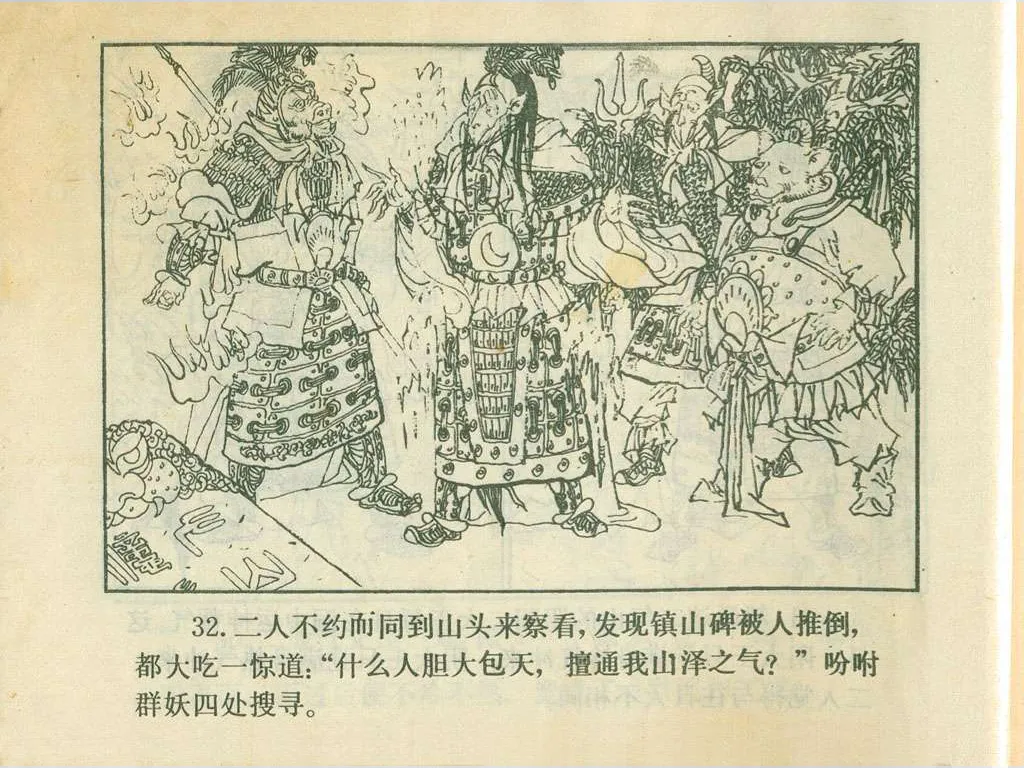 32.二人不约而同到山头来察看，发现镇山碑被人推倒，
都大吃一惊道：“什么人胆大包天，擅通我山泽之气？”吩咐
群妖四处搜寻。